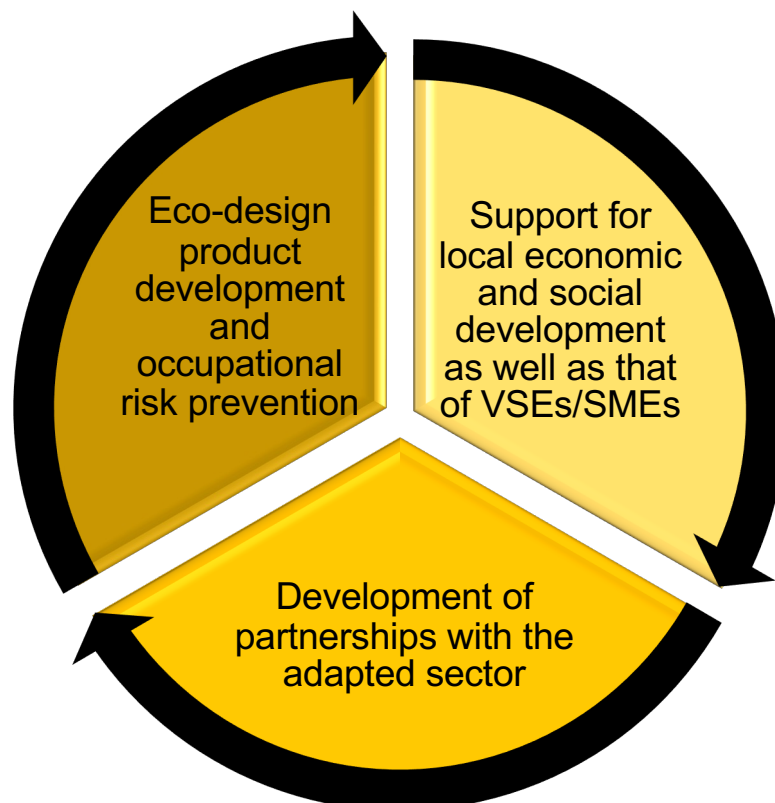 Eco-design
product
development
and
occupational
risk prevention
Support for
local economic
and social
development
as well as that
of VSEs/SMEs
Development of
partnerships with the
adapted sector